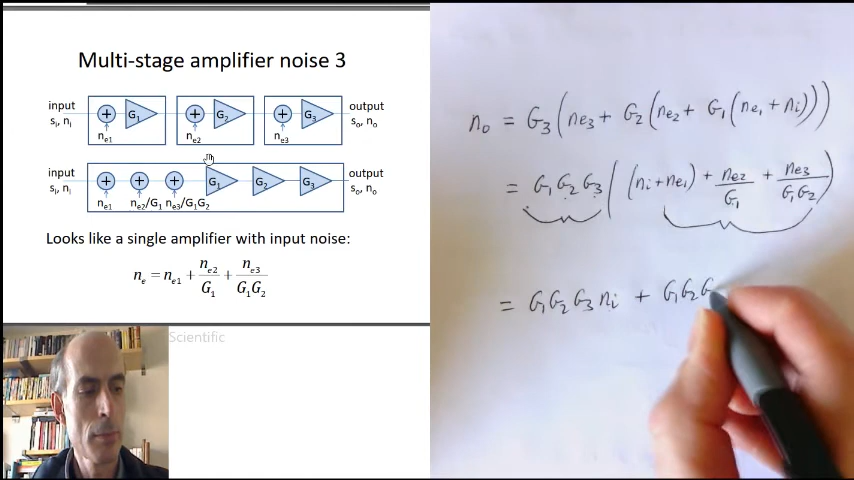 Multi-stage amplifier noise 3
input output
G₁ G₂ G₃
sᵢ, nᵢ sₒ, nₒ
nₑ₁ nₑ₂ nₑ₃
input output
G₁ G₂ G₃
sᵢ, nᵢ sₒ, nₒ
nₑ₁ nₑ₂/G₁ nₑ₃/G₁G₂
Looks like a single amplifier with input noise:
nₑ = nₑ₁ + nₑ₂/G₁ + nₑ₃/G₁G₂
Scientific
nₒ = G₃(nₑ₃ + G₂(nₑ₂ + G₁(nₑ₁ + nᵢ)))
= G₁G₂G₃((nᵢ+nₑ₁) + nₑ₂/G₁ + nₑ₃/G₁G₂)
= G₁G₂G₃nᵢ + G₁G₂G